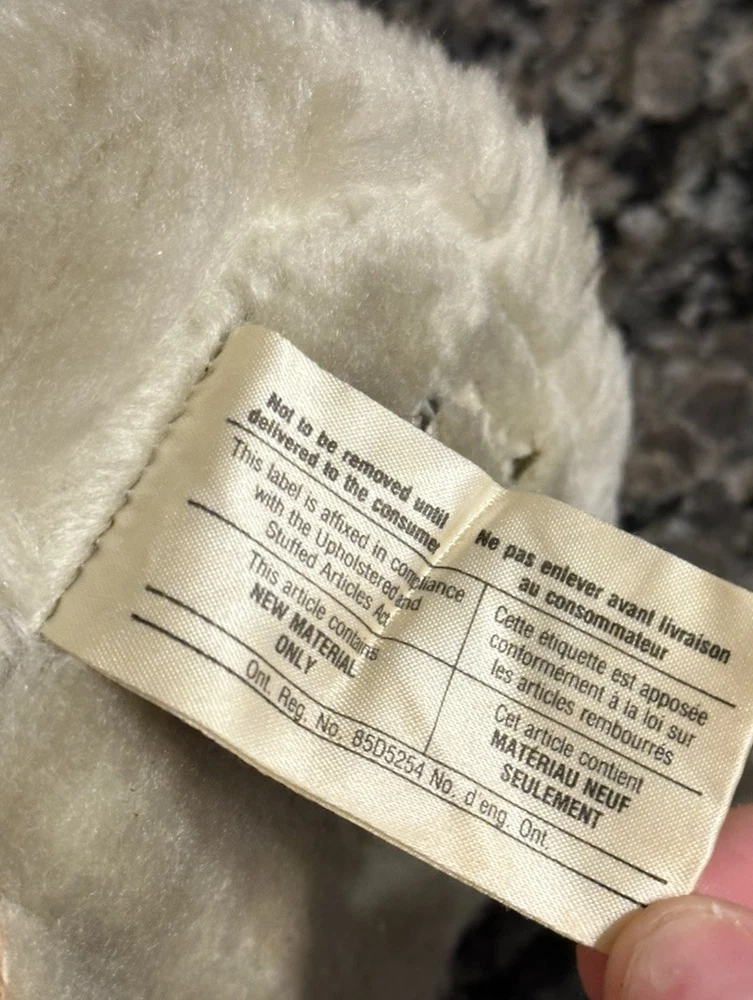 Not to be removed until
delivered to the consumer
This label is affixed in compliance
with the Upholstered and
Stuffed Articles Act
This article contains
NEW MATERIAL
ONLY
Ne pas enlever avant livraison
au consommateur
Cette étiquette est apposée
conformément à la loi sur
les articles rembourrés
Cet article contient
MATÉRIAU NEUF
SEULEMENT
Ont. Reg. No. 85D5254 No. d'eng. Ont.